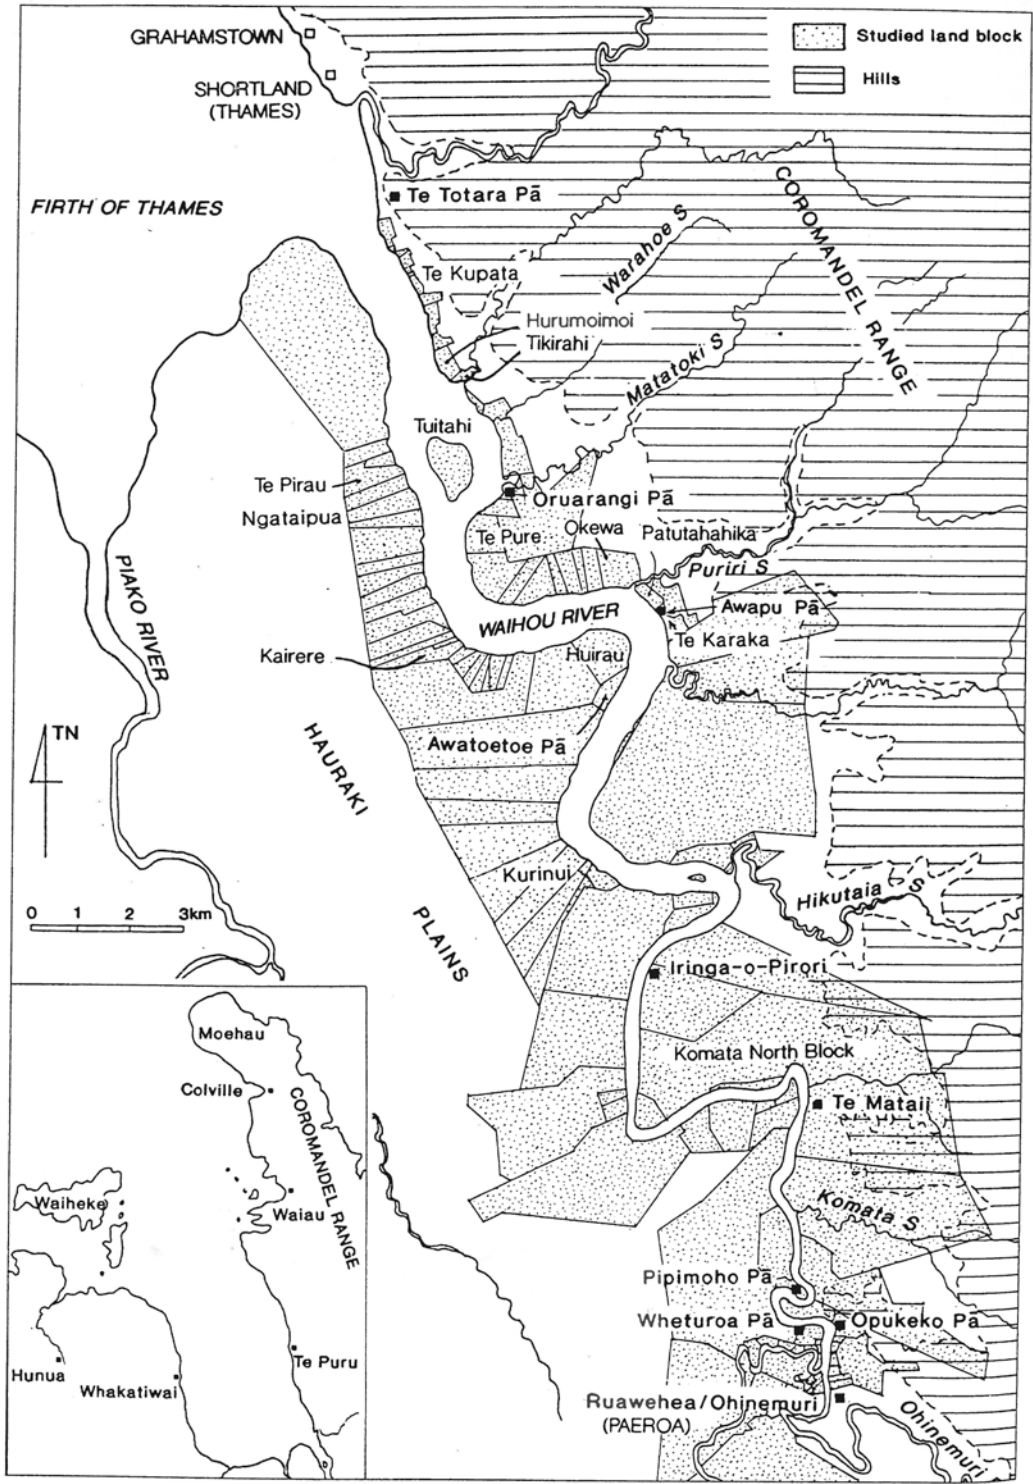 GRAHAMSTOWN
Studied land block
Hills
SHORTLAND
(THAMES)
Te Totara Pā
FIRTH OF THAMES
COROMANDEL RANGE
Warahoe S
Te Kupata
Hurumoimoi
Tikirahi
Matatoki S
Tuitahi
Te Pirau
Oruarangi Pā
Ngataipua
Te Pure
Okewa
Patutahahika
Puriri S
PIAKO RIVER
WAIHOU RIVER
Awapu Pā
Te Karaka
Kairere
Huirau
TN
HAURAKI
Awatoetoe Pā
Kurinui
Hikutaia S
0 1 2 3km
PLAINS
Iringa-o-Pirori
Moehau
Komata North Block
Colville
Te Mataii
COROMANDEL RANGE
Waiheke
Waiau
Komata S
Pipimoho Pā
Wheturoa Pā
Opukeko Pā
Te Puru
Hunua
Whakatiwai
Ruawehea/Ohinemuri
(PAEROA)
Ohinemuri